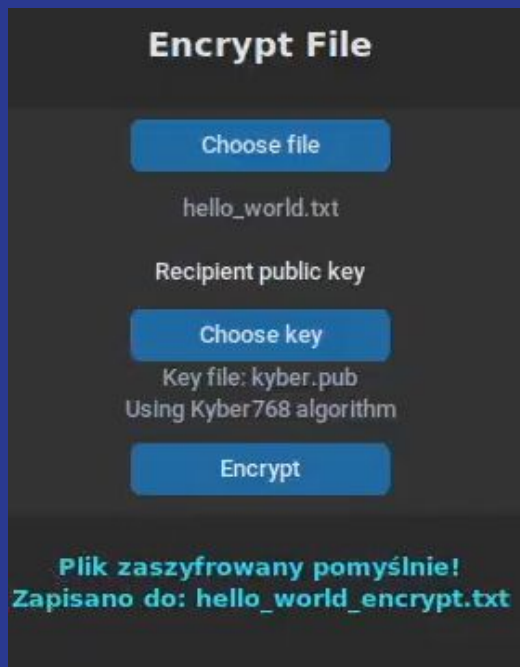 Encrypt File
Choose file
hello_world.txt
Recipient public key
Choose key
Key file: kyber.pub
Using Kyber768 algorithm
Encrypt
Plik zaszyfrowany pomyślnie!
Zapisano do: hello_world_encrypt.txt